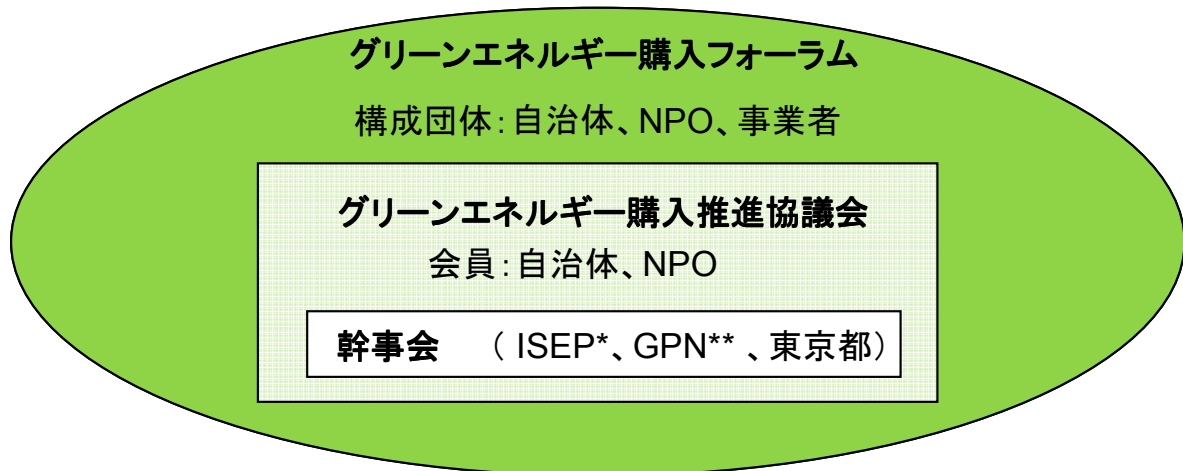 グリーンエネルギー購入フォーラム
構成団体：自治体、NPO、事業者
グリーンエネルギー購入推進協議会
会員：自治体、NPO
幹事会 （ ISEP*、GPN** 、東京都）